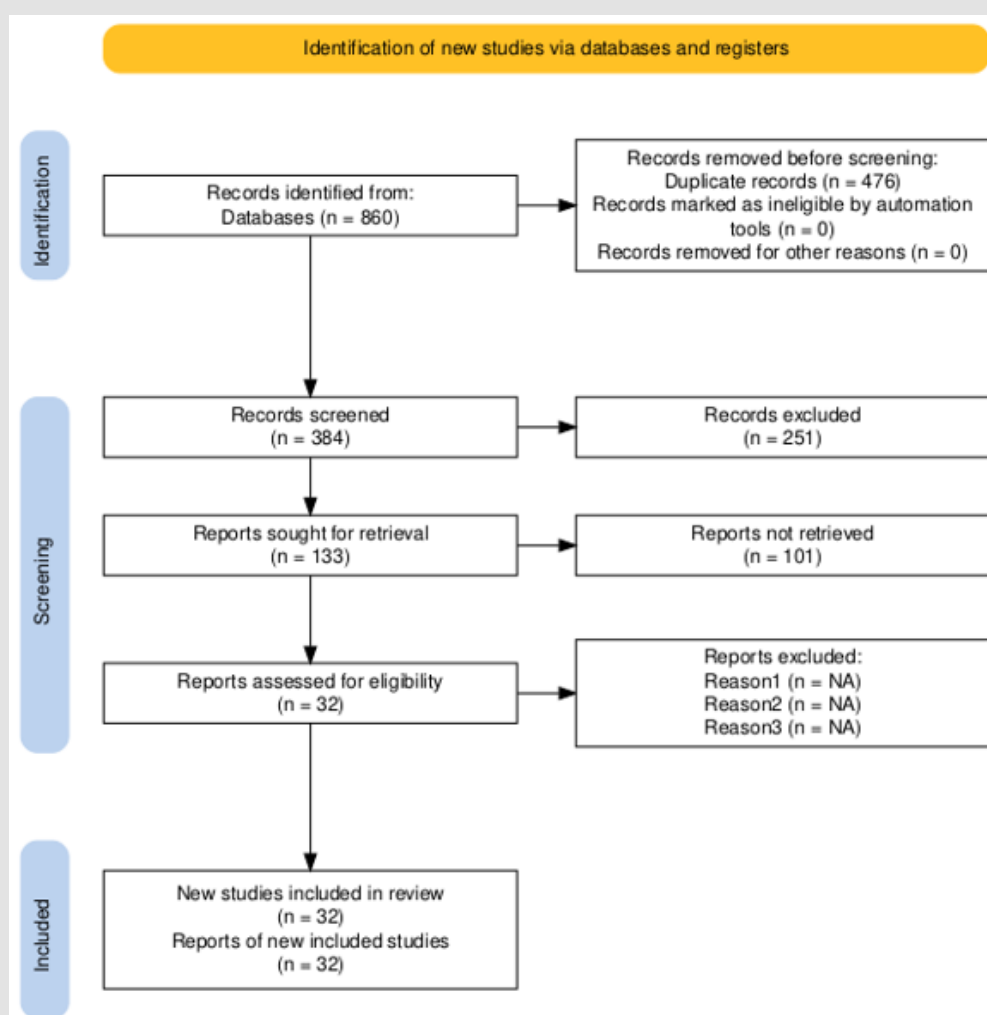 Identification of new studies via databases and registers
Identification
Records identified from:
Databases (n = 860)
Records removed before screening:
Duplicate records (n = 476)
Records marked as ineligible by automation
tools (n = 0)
Records removed for other reasons (n = 0)
Screening
Records screened
(n = 384)
Records excluded
(n = 251)
Reports sought for retrieval
(n = 133)
Reports not retrieved
(n = 101)
Reports assessed for eligibility
(n = 32)
Reports excluded:
Reason1 (n = NA)
Reason2 (n = NA)
Reason3 (n = NA)
Included
New studies included in review
(n = 32)
Reports of new included studies
(n = 32)